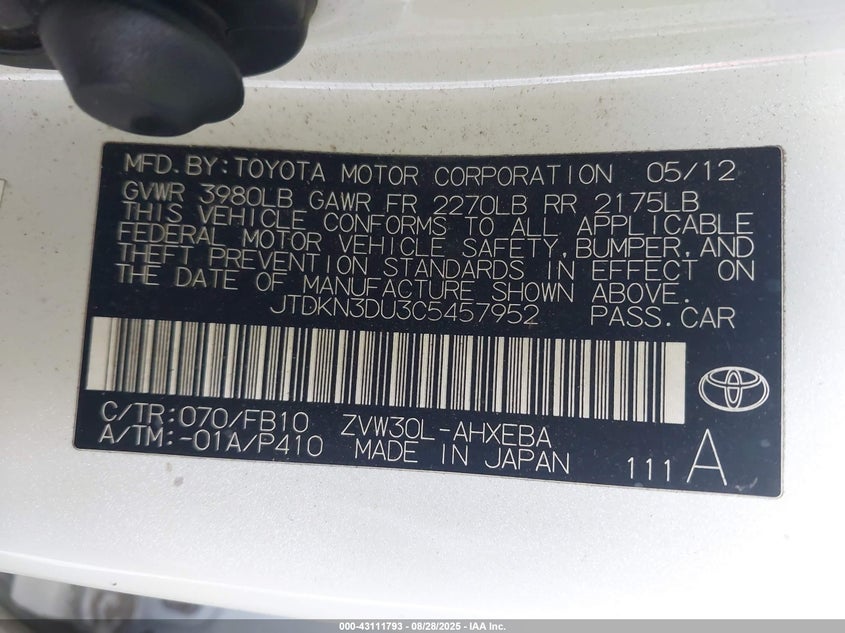 MFD. BY: TOYOTA MOTOR CORPORATION 05/12
GVWR 3980LB GAWR FR 2270LB RR 2175LB
THIS VEHICLE CONFORMS TO ALL APPLICABLE
FEDERAL MOTOR VEHICLE SAFETY, BUMPER, AND
THEFT PREVENTION STANDARDS IN EFFECT ON
THE DATE OF MANUFACTURE SHOWN ABOVE.
JTDKN3DU3C5457952 PASS. CAR
C/TR: 070/FB10 ZVW30L-AHXEBA
A/TM: -01A/P410 MADE IN JAPAN 111 A
000-43111793 - 08/28/2025 - IAA Inc.